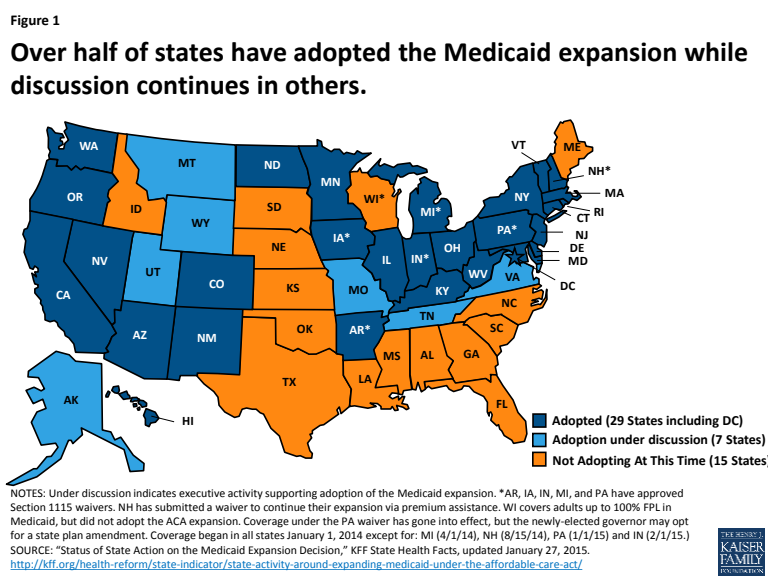 Figure 1
Over half of states have adopted the Medicaid expansion while
discussion continues in others.
WA
MT
ND
MN
VT
ME
NH*
OR
ID
SD
WI*
MI*
NY
MA
RI
CT
WY
PA*
NJ
DE
MD
DC
NV
UT
NE
IA*
IL
IN*
OH
WV
VA
CA
CO
KS
MO
KY
AZ
NM
OK
AR*
TN
NC
SC
TX
LA
MS
AL
GA
FL
AK
HI
Adopted (29 States including DC)
Adoption under discussion (7 States)
Not Adopting At This Time (15 States)
NOTES: Under discussion indicates executive activity supporting adoption of the Medicaid expansion. *AR, IA, IN, MI, and PA have approved
Section 1115 waivers. NH has submitted a waiver to continue their expansion via premium assistance. WI covers adults up to 100% FPL in
Medicaid, but did not adopt the ACA expansion. Coverage under the PA waiver has gone into effect, but the newly-elected governor may opt
for a state plan amendment. Coverage began in all states January 1, 2014 except for: MI (4/1/14), NH (8/15/14), PA (1/1/15) and IN (2/1/15.)
SOURCE: “Status of State Action on the Medicaid Expansion Decision,” KFF State Health Facts, updated January 27, 2015.
http://kff.org/health-reform/state-indicator/state-activity-around-expanding-medicaid-under-the-affordable-care-act/
THE HENRY J.
KAISER
FAMILY
FOUNDATION